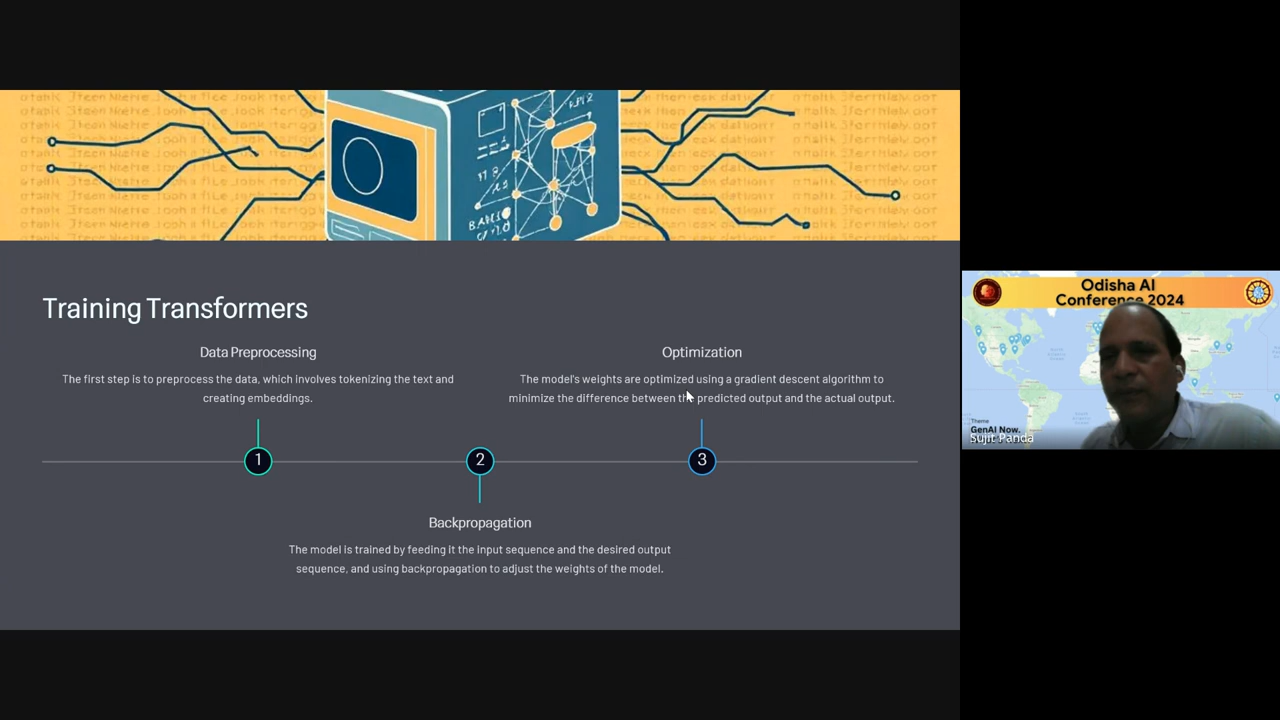 Training Transformers
Data Preprocessing
The first step is to preprocess the data, which involves tokenizing the text and
creating embeddings.
Optimization
The model's weights are optimized using a gradient descent algorithm to
minimize the difference between the predicted output and the actual output.
1
2
3
Backpropagation
The model is trained by feeding it the input sequence and the desired output
sequence, and using backpropagation to adjust the weights of the model.
Odisha AI
Conference 2024
Theme
GenAI Now.
Sujit Panda